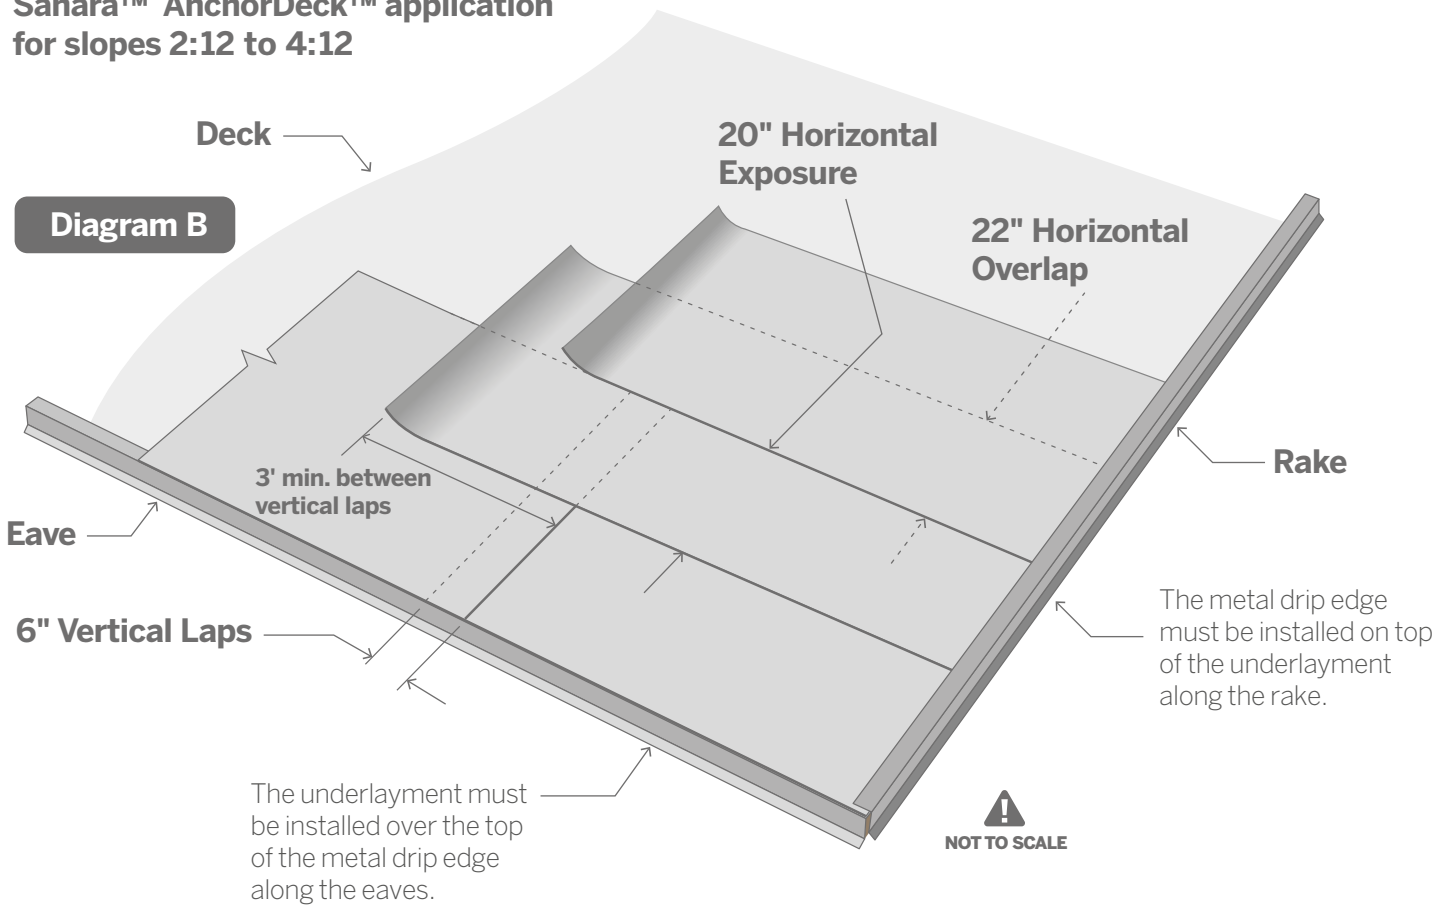 Sahara™ AnchorDeck™ application
for slopes 2:12 to 4:12
Deck
Diagram B
20" Horizontal
Exposure
22" Horizontal
Overlap
3' min. between
vertical laps
Rake
Eave
6" Vertical Laps
The metal drip edge
must be installed on top
of the underlayment
along the rake.
The underlayment must
be installed over the top
of the metal drip edge
along the eaves.
NOT TO SCALE